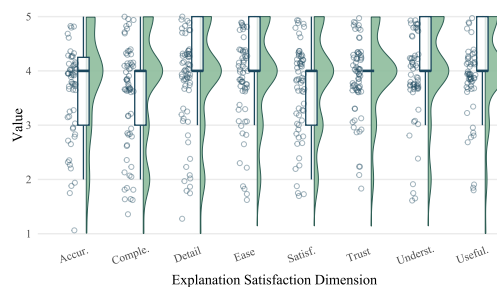 5
4
3
2
1
Value
Accur.
Comple.
Detail
Ease
Satisf.
Trust
Underst.
Useful.
Explanation Satisfaction Dimension